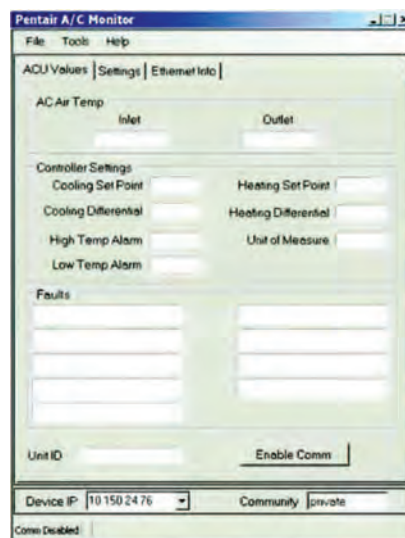 Pentair A/C Monitor
File Tools Help
ACU Values Settings Ethernet Info
AC Air Temp
Inlet Outlet
Controller Settings
Cooling Set Point Heating Set Point
Cooling Differential Heating Differential
High Temp Alarm Unit of Measure
Low Temp Alarm
Faults
Unit ID Enable Comm
Device IP 10.150.24.76 Community private
Comm Disabled